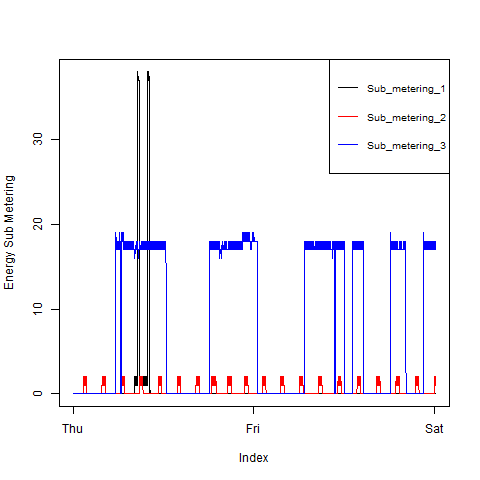 Sub_metering_1
Sub_metering_2
Sub_metering_3
Energy Sub Metering
30
20
10
0
Thu
Fri
Sat
Index